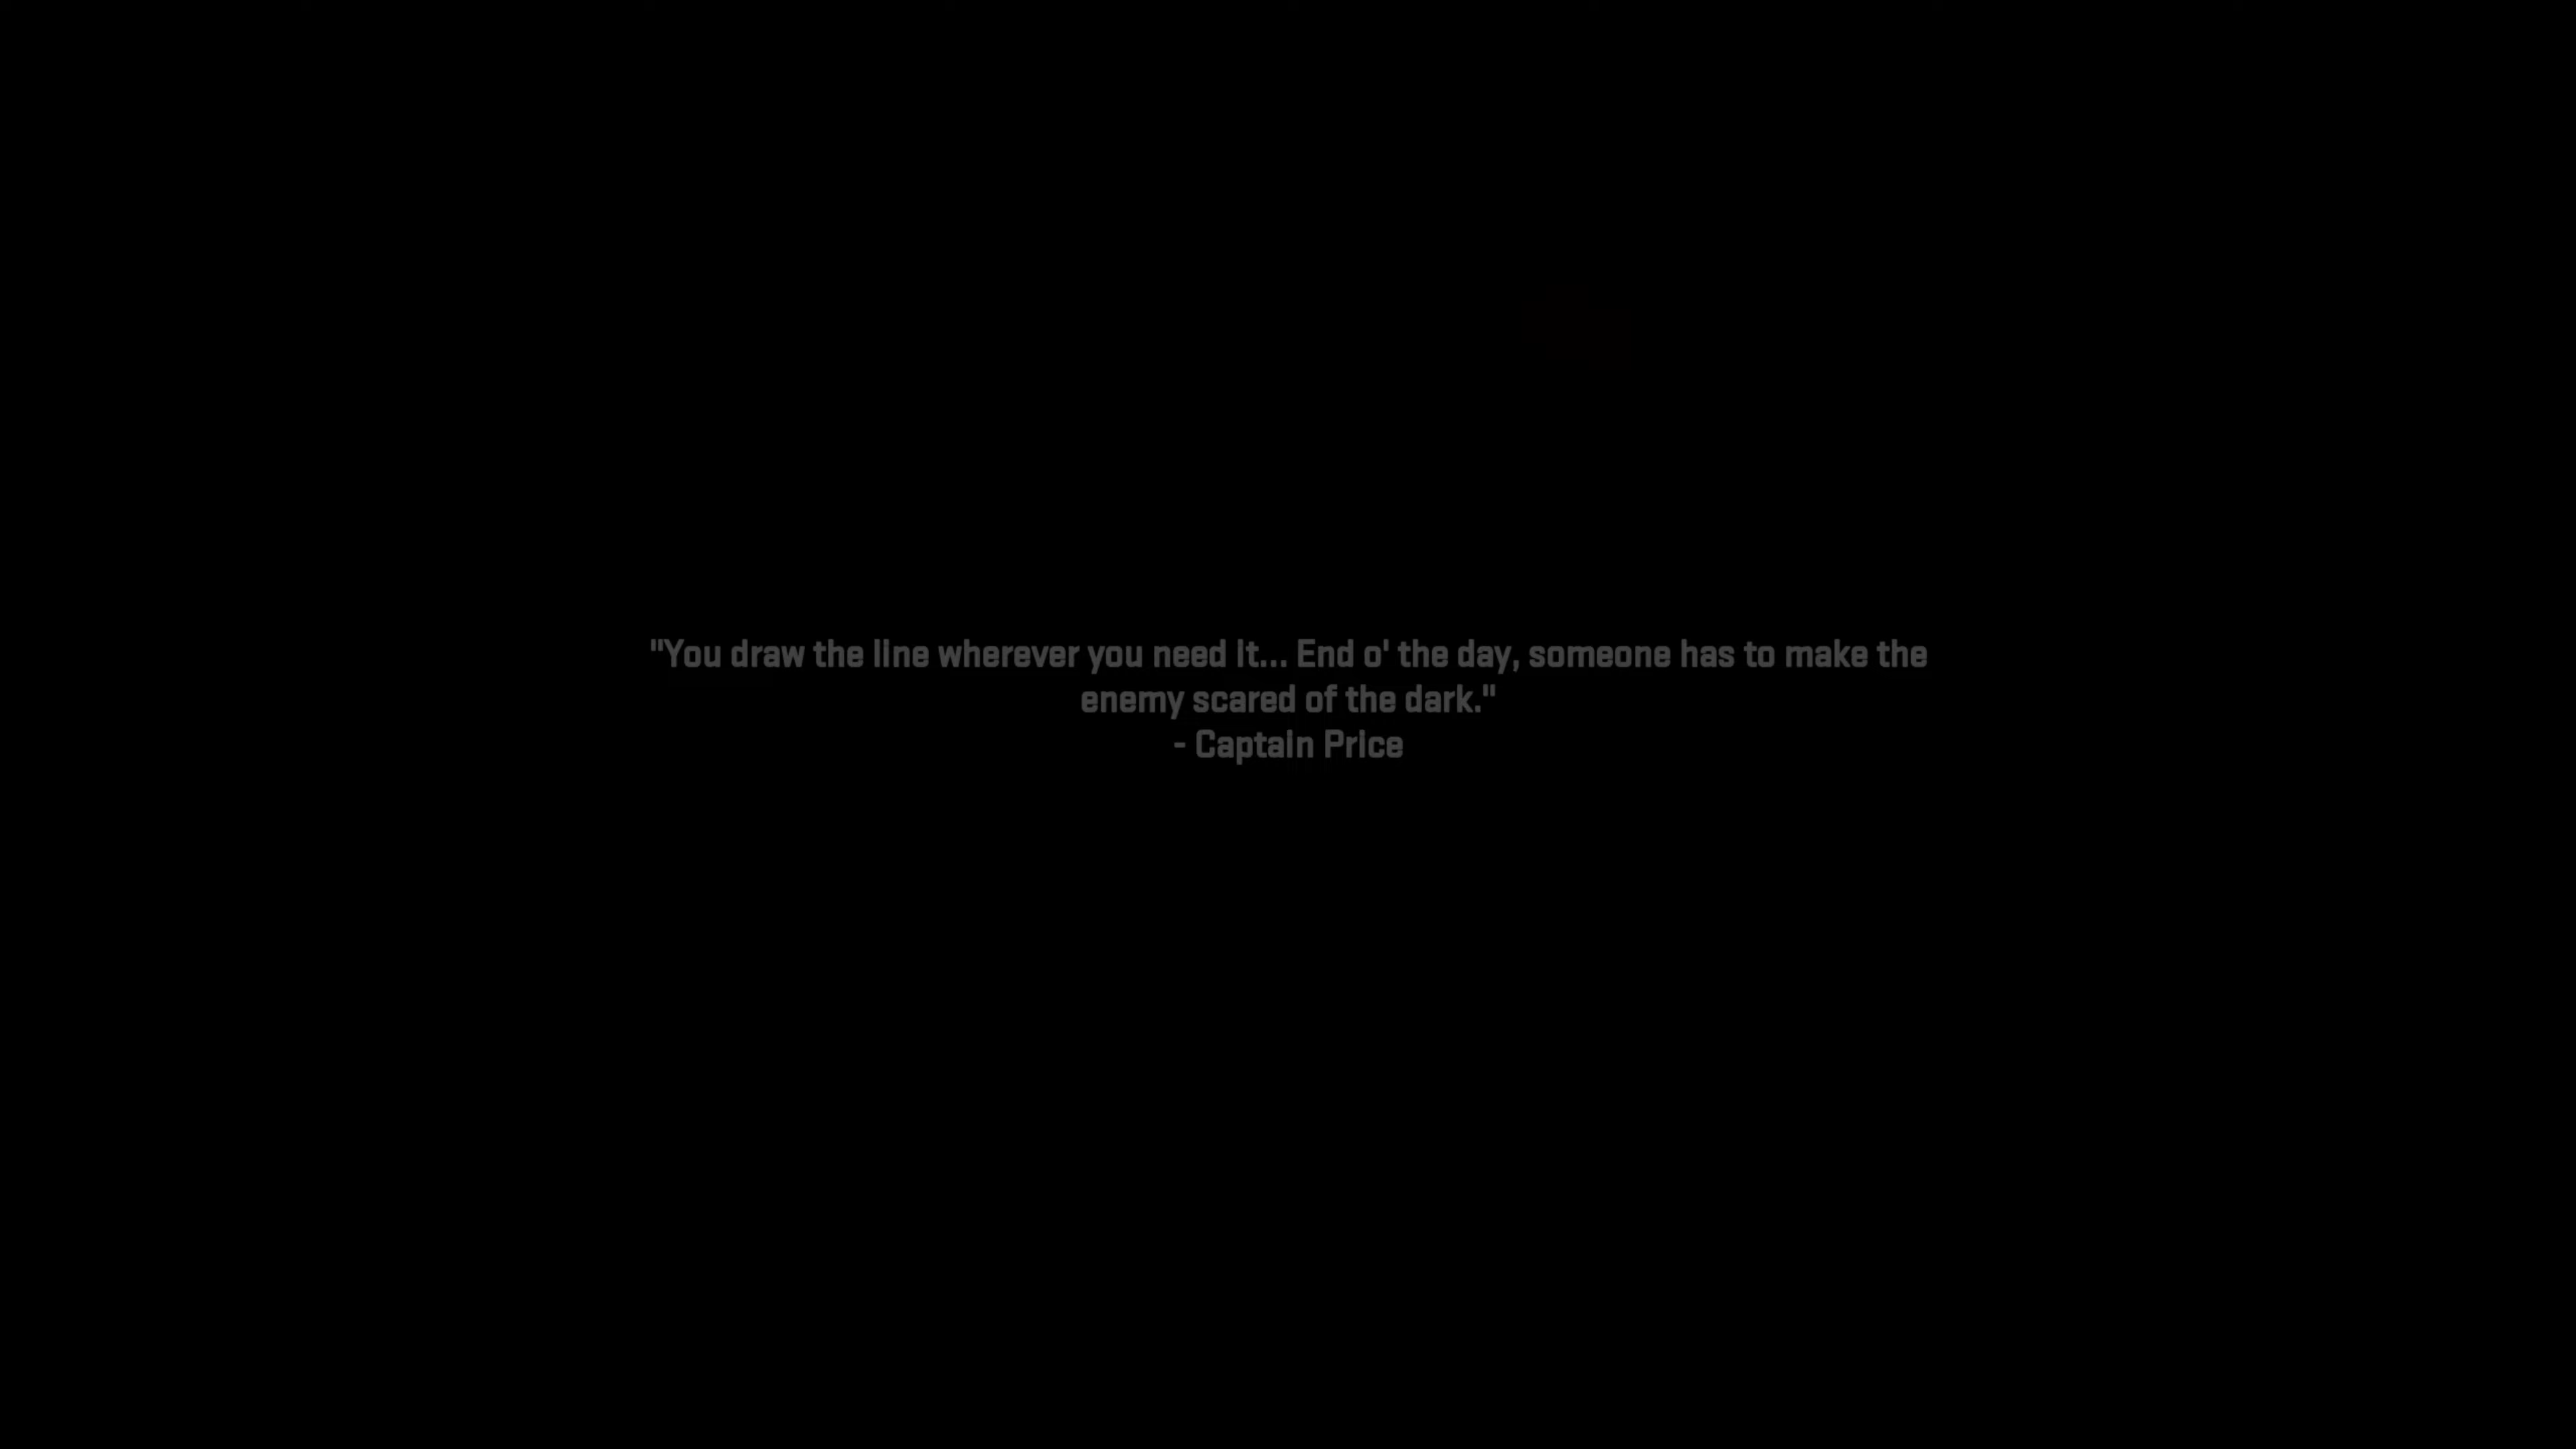 "You draw the line wherever you need it... End o' the day, someone has to make the
enemy scared of the dark."
- Captain Price